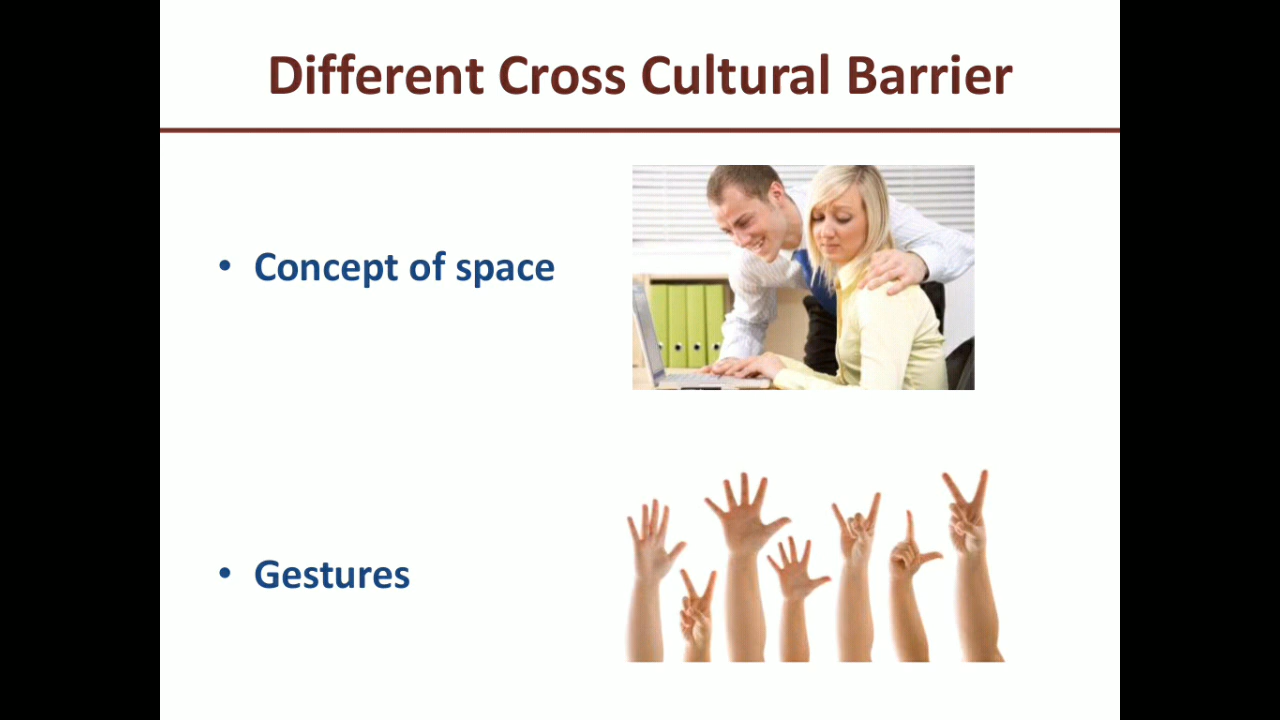 Different Cross Cultural Barrier
• Concept of space
• Gestures